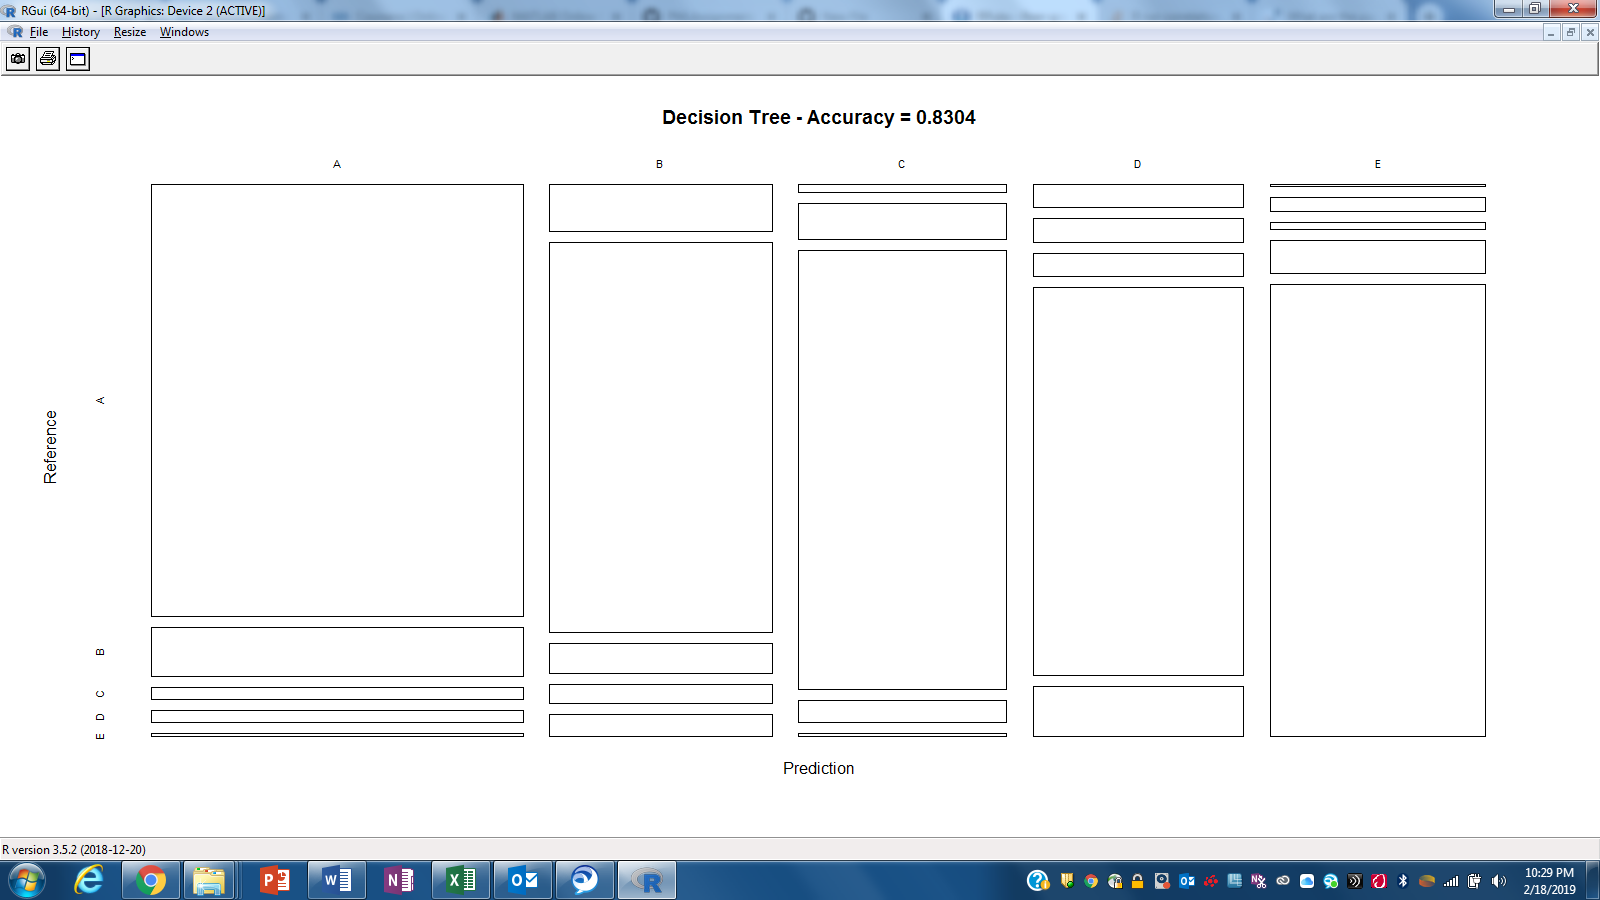 RGui (64-bit) - [R Graphics: Device 2 (ACTIVE)]
File History Resize Windows
Decision Tree - Accuracy = 0.8304
A B C D E
Reference
A
B
C
D
E
Prediction
R version 3.5.2 (2018-12-20)
10:29 PM
2/18/2019